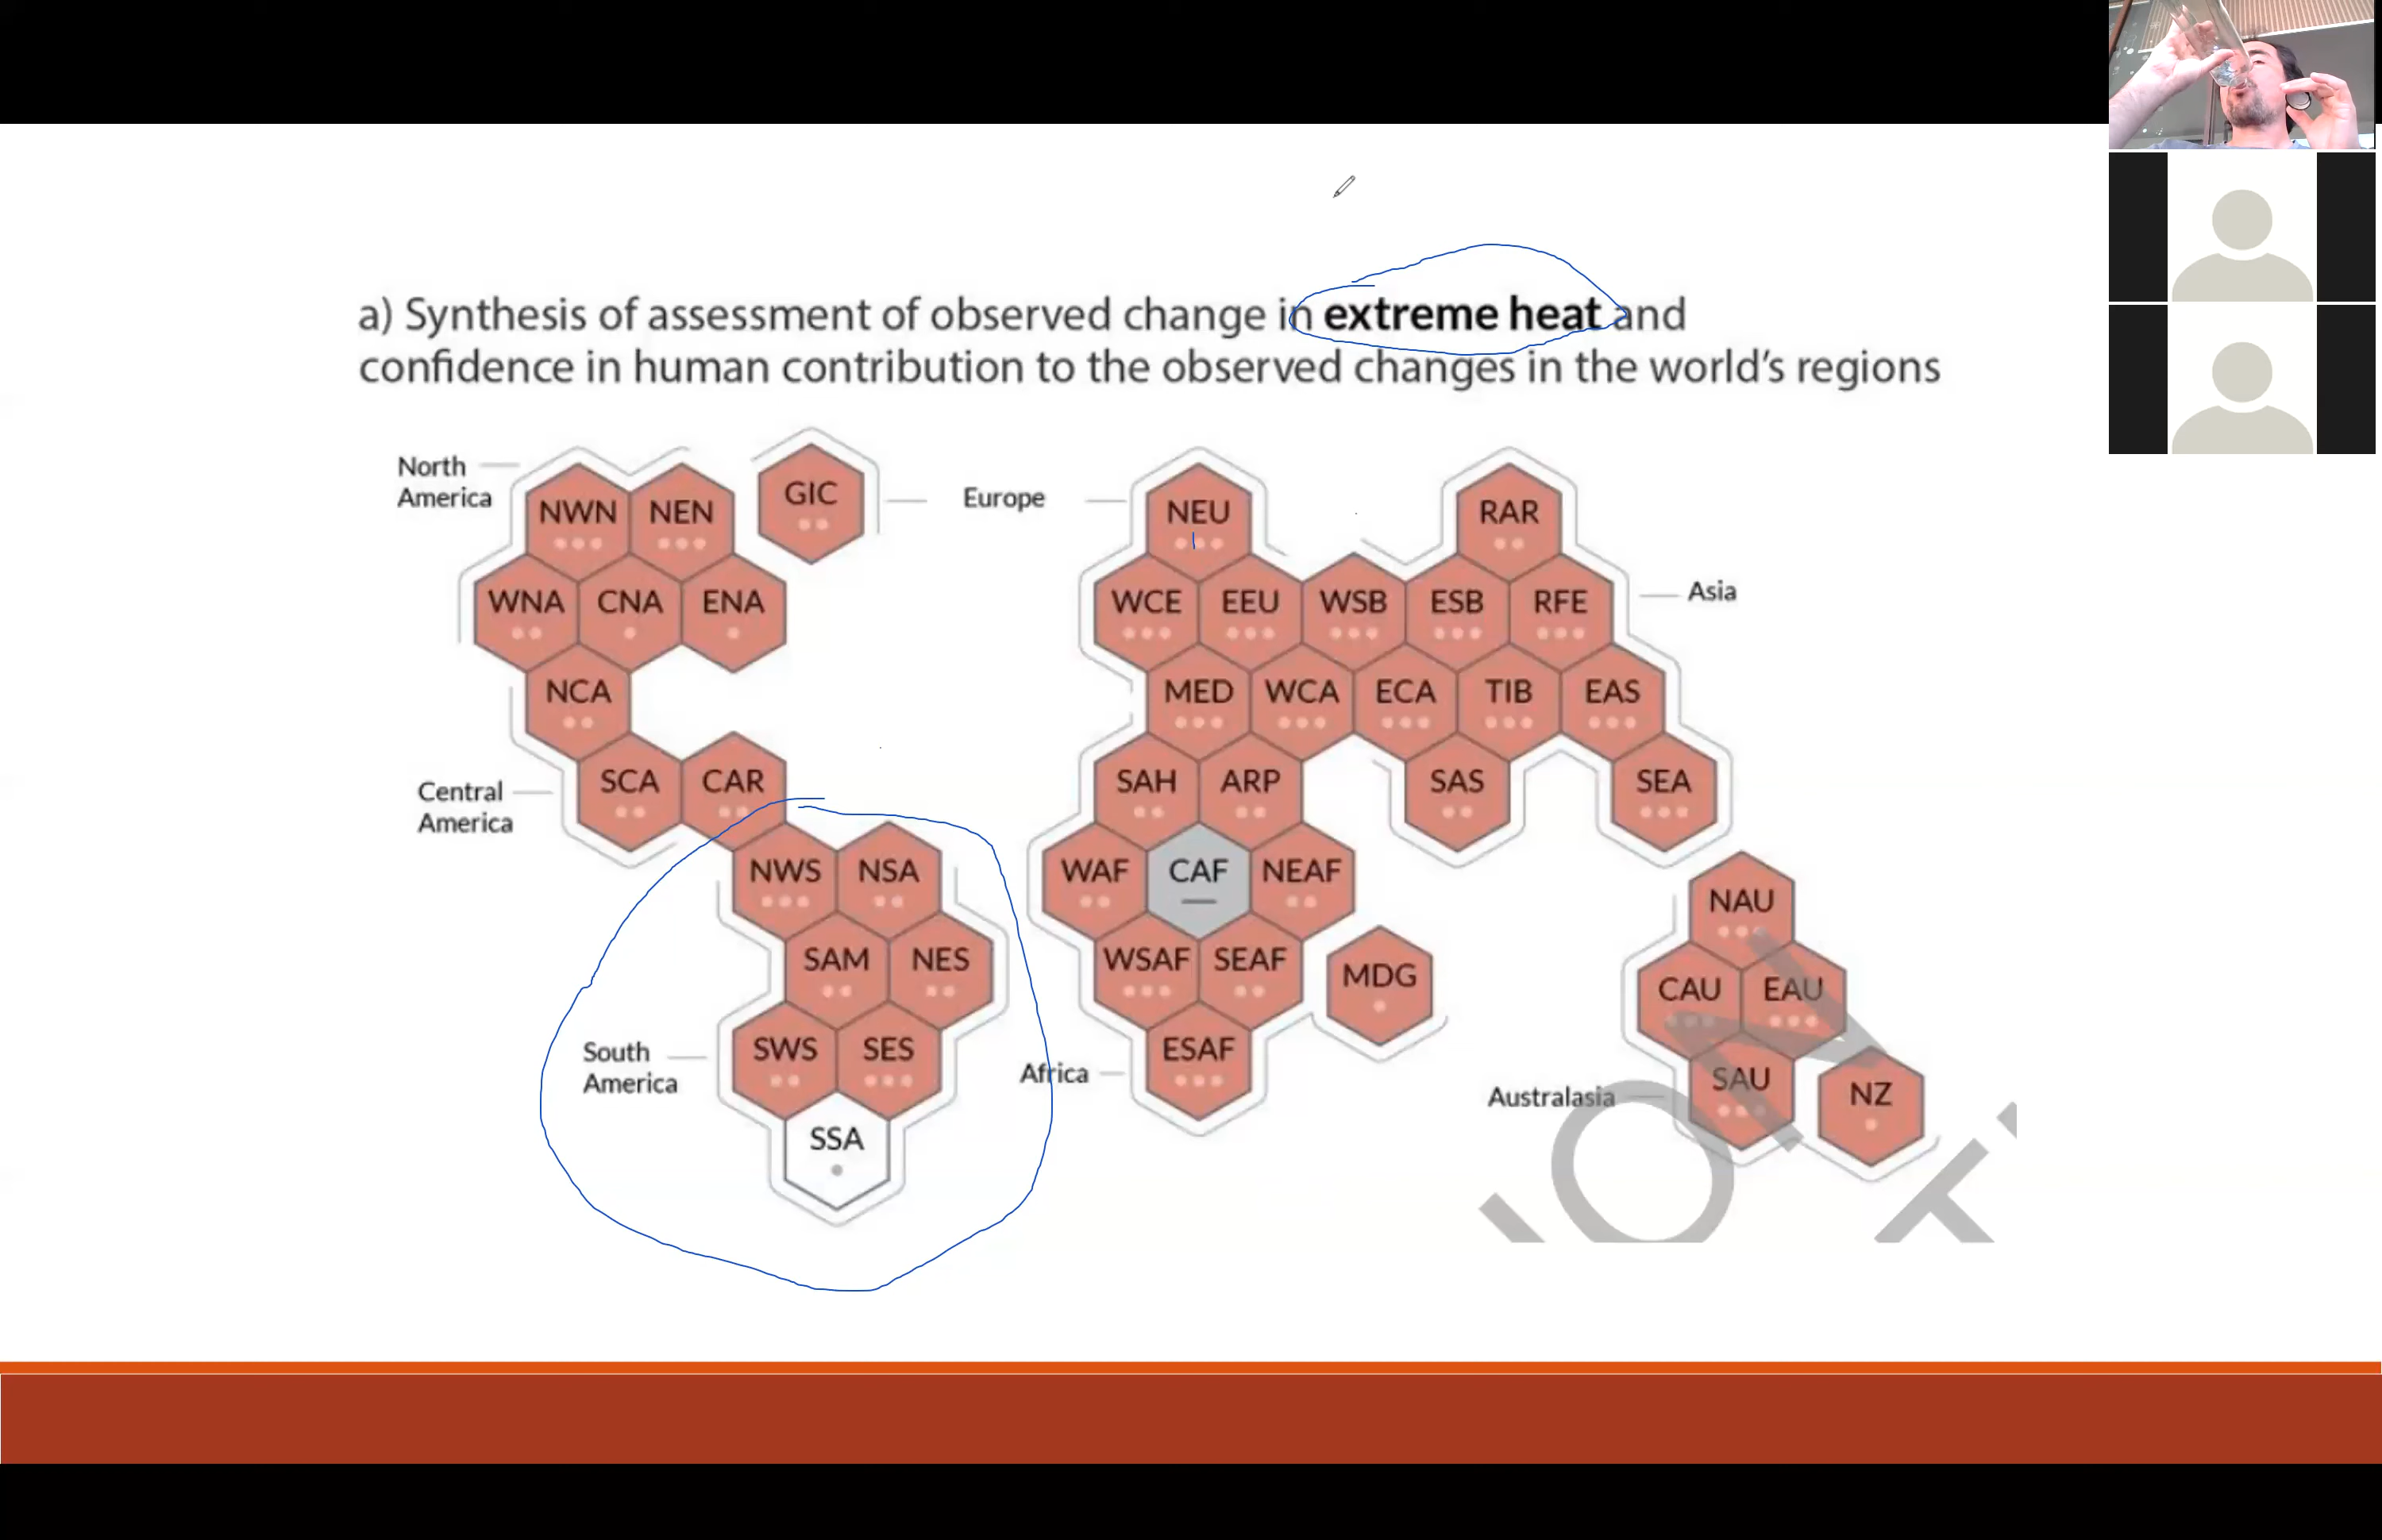 a) Synthesis of assessment of observed change in extreme heat and
confidence in human contribution to the observed changes in the world's regions
North
America
NWN NEN
GIC
Europe
NEU
RAR
WNA CNA ENA
WCE EEU WSB ESB RFE
Asia
NCA
MED WCA ECA TIB EAS
Central
America
SCA CAR
SAH ARP
SAS
SEA
NWS NSA
WAF CAF NEAF
NAU
SAM NES
WSAF SEAF
MDG
CAU EAU
South
America
SWS SES
Africa
ESAF
Australasia
SAU
NZ
SSA